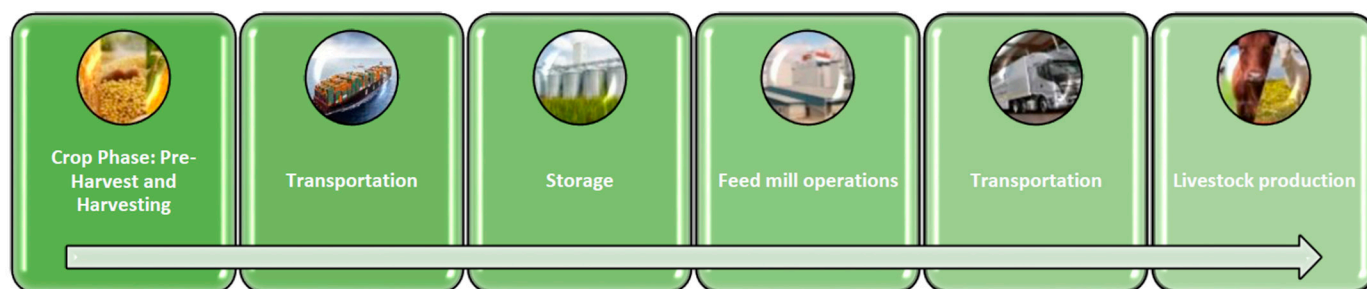 Crop Phase: Pre-
Harvest and
Harvesting
Transportation
Storage
Feed mill operations
Transportation
Livestock production